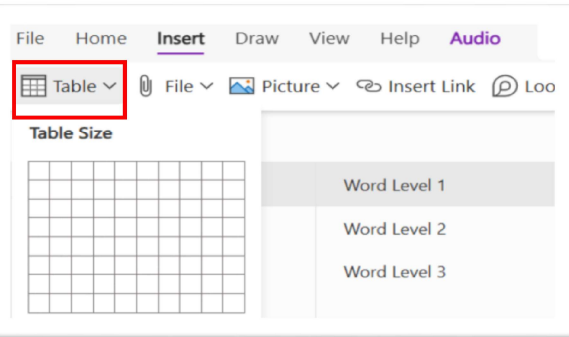 File Home Insert Draw View Help Audio
Table File Picture Insert Link Loo
Table Size
Word Level 1
Word Level 2
Word Level 3